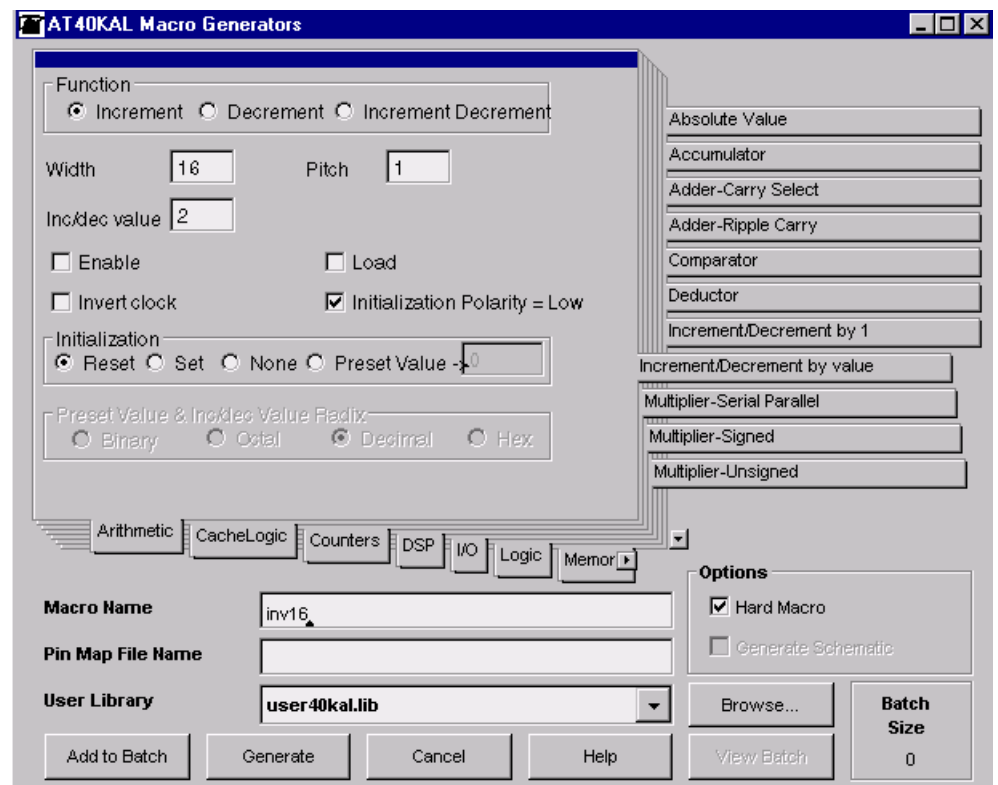 AT40KAL Macro Generators
Function
Increment Decrement Increment Decrement
Width 16 Pitch 1
Inc/dec value 2
Enable Load
Invert clock Initialization Polarity = Low
Initialization
Reset Set None Preset Value -> 0
Preset Value & Inc/dec Value Radix
Binary Octal Decimal Hex
Absolute Value
Accumulator
Adder-Carry Select
Adder-Ripple Carry
Comparator
Deductor
Increment/Decrement by 1
Increment/Decrement by value
Multiplier-Serial Parallel
Multiplier-Signed
Multiplier-Unsigned
Arithmetic CacheLogic Counters DSP I/O Logic Memor
Macro Name inv16
Pin Map File Name
User Library user40kal.lib
Options
Hard Macro
Generate Schematic
Browse...
View Batch
Batch
Size
0
Add to Batch Generate Cancel Help